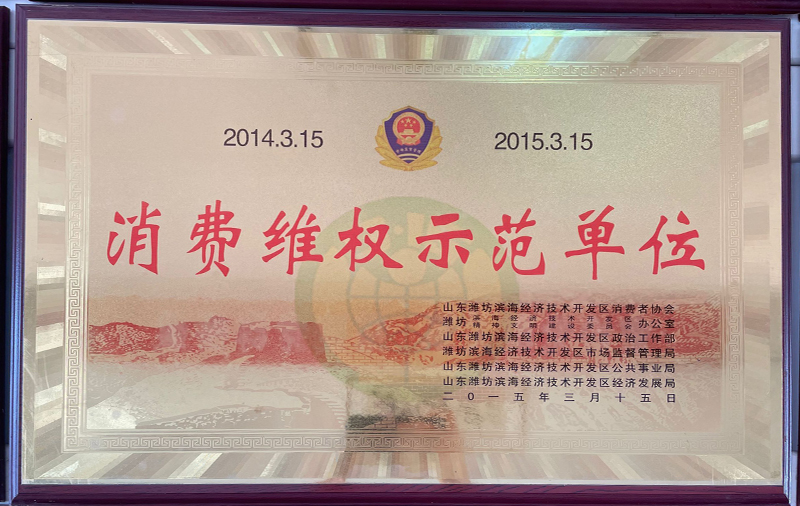 2014.3.15 2015.3.15
消费维权示范单位
山东潍坊滨海经济技术开发区消费者协会
潍坊滨海经济技术开发区精神文明建设委员会办公室
山东潍坊滨海经济技术开发区政治工作部
潍坊滨海经济技术开发区市场监督管理局
山东潍坊滨海经济技术开发区公共事业局
山东潍坊滨海经济技术开发区经济发展局
二0一五年三月十五日